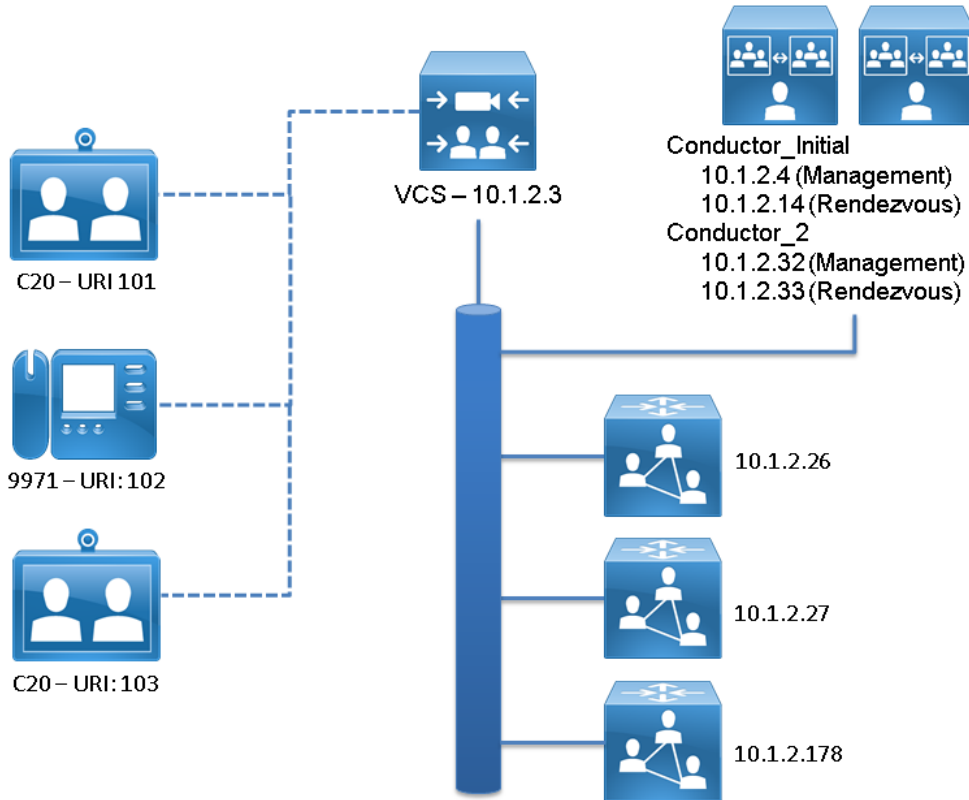 VCS – 10.1.2.3
Conductor_Initial
10.1.2.4 (Management)
10.1.2.14 (Rendezvous)
Conductor_2
10.1.2.32 (Management)
10.1.2.33 (Rendezvous)
C20 – URI 101
9971 – URI: 102
C20 – URI: 103
10.1.2.26
10.1.2.27
10.1.2.178